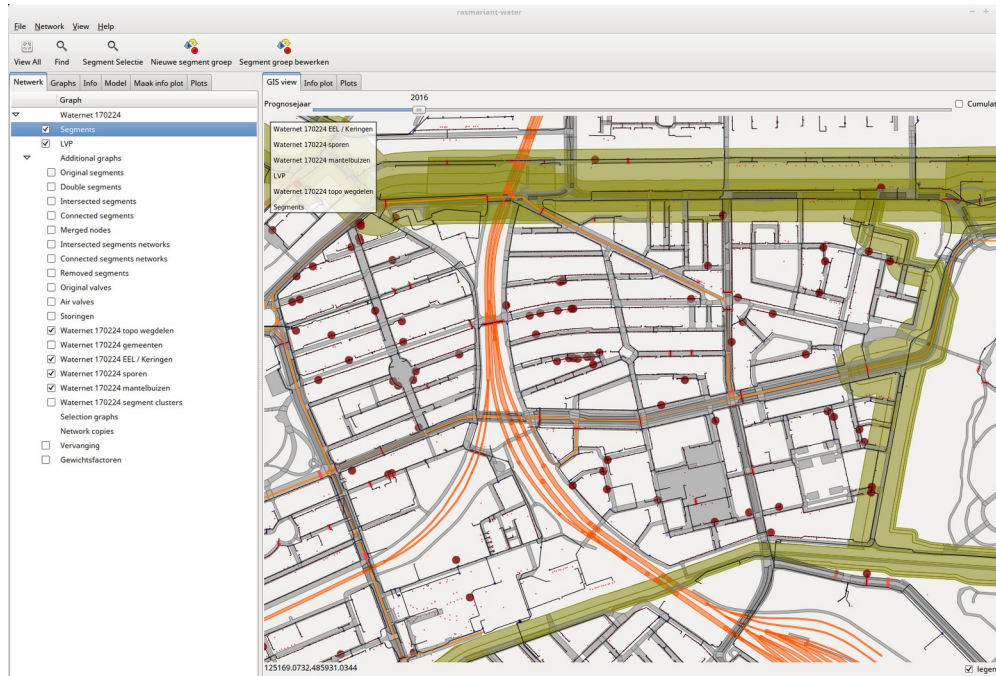 rasmariant-water
File Network View Help
View All Find Segment Selectie Nieuwe segment groep Segment groep bewerken
Netwerk Graphs Info Model Maak info plot Plots
Graph
Waternet 170224
Segments
LVP
Additional graphs
Original segments
Double segments
Intersected segments
Connected segments
Merged nodes
Intersected segments networks
Connected segments networks
Removed segments
Original valves
Air valves
Storingen
Waternet 170224 topo wegdelen
Waternet 170224 gemeenten
Waternet 170224 EEL / Keringen
Waternet 170224 sporen
Waternet 170224 mantelbuizen
Waternet 170224 segment clusters
Selection graphs
Network copies
Vervanging
Gewichtsfactoren
GIS view Info plot Plots
2016
Prognosejaar Cumulat
Waternet 170224 EEL / Keringen
Waternet 170224 sporen
Waternet 170224 mantelbuizen
LVP
Waternet 170224 topo wegdelen
Segments
125169.0732,485931.0344 legen